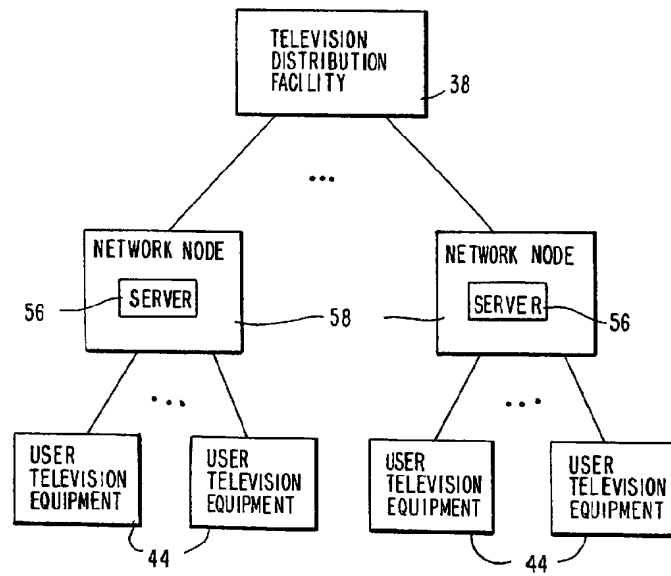 TELEVISION
DISTRIBUTION
FACILITY
38
...
NETWORK NODE
SERVER
56
58
NETWORK NODE
SERVER
56
...
...
USER
TELEVISION
EQUIPMENT
USER
TELEVISION
EQUIPMENT
44
USER
TELEVISION
EQUIPMENT
USER
TELEVISION
EQUIPMENT
44